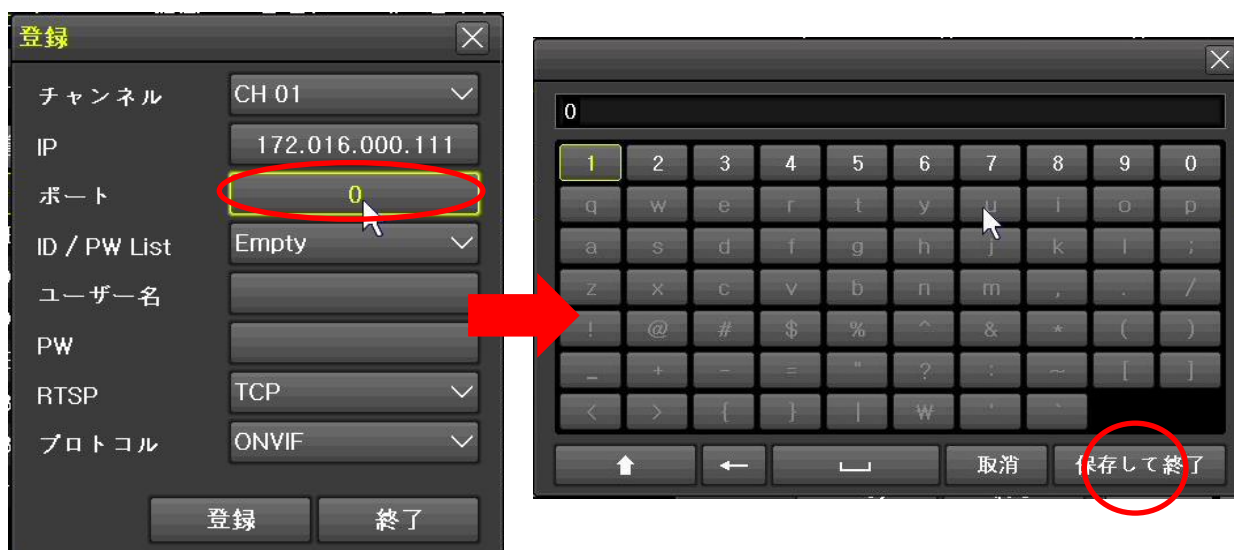 登録
チャンネル CH 01
IP 172.016.000.111
ポート 0
ID / PW List Empty
ユーザー名
PW
RTSP TCP
プロトコル ONVIF
登録 終了
0
1 2 3 4 5 6 7 8 9 0
q w e r t y u i o p
a s d f g h j k l ;
z x c v b n m , . /
! @ # $ % ^ & * ( )
_ + - = " ? : ~ [ ]
< > { } | ₩ ' `
取消 保存して終了